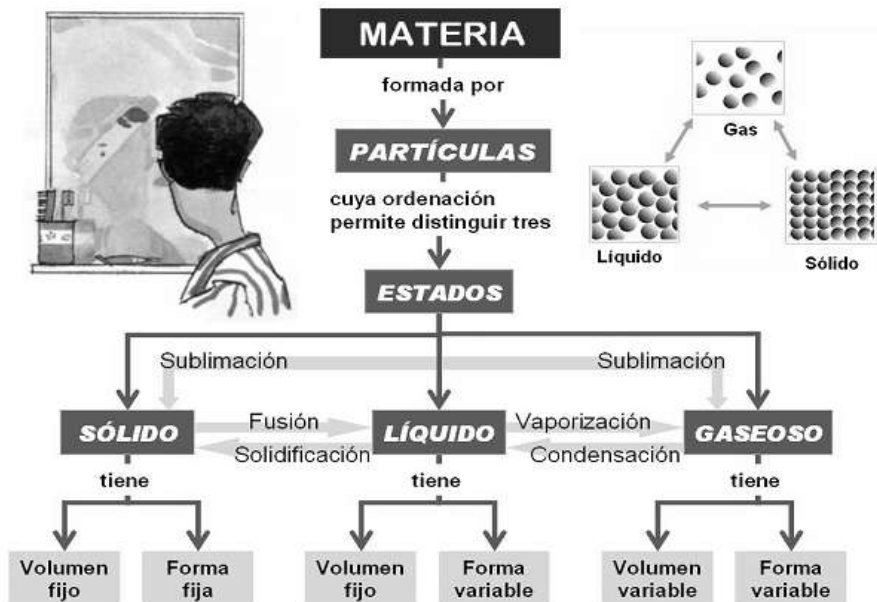 MATERIA
formada por
PARTÍCULAS
cuya ordenación
permite distinguir tres
ESTADOS
Gas
Líquido
Sólido
Sublimación
Sublimación
SÓLIDO
Fusión
Solidificación
LÍQUIDO
Vaporización
Condensación
GASEOSO
tiene
tiene
tiene
Volumen
fijo
Forma
fija
Volumen
fijo
Forma
variable
Volumen
variable
Forma
variable